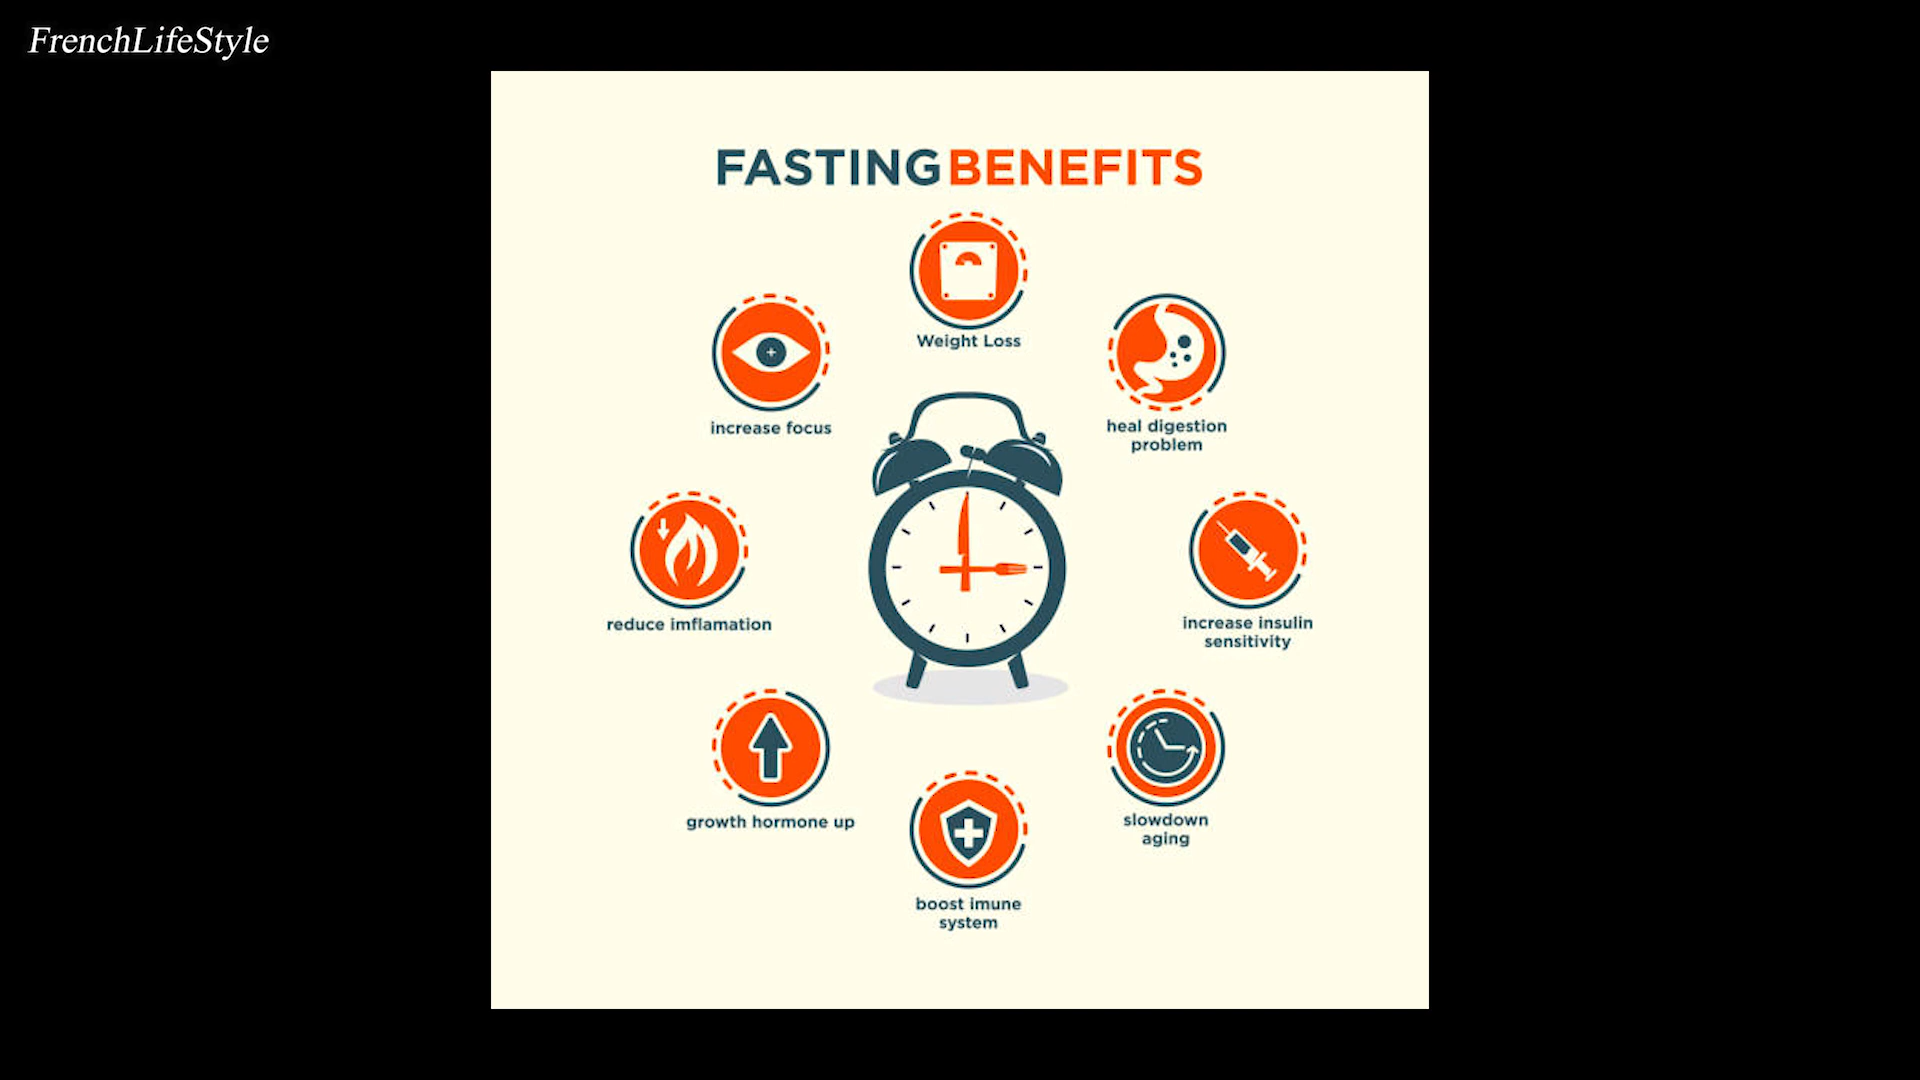 FrenchLifeStyle
FASTING BENEFITS
Weight Loss
increase focus
heal digestion
problem
reduce imflamation
increase insulin
sensitivity
growth hormone up
slowdown
aging
boost imune
system